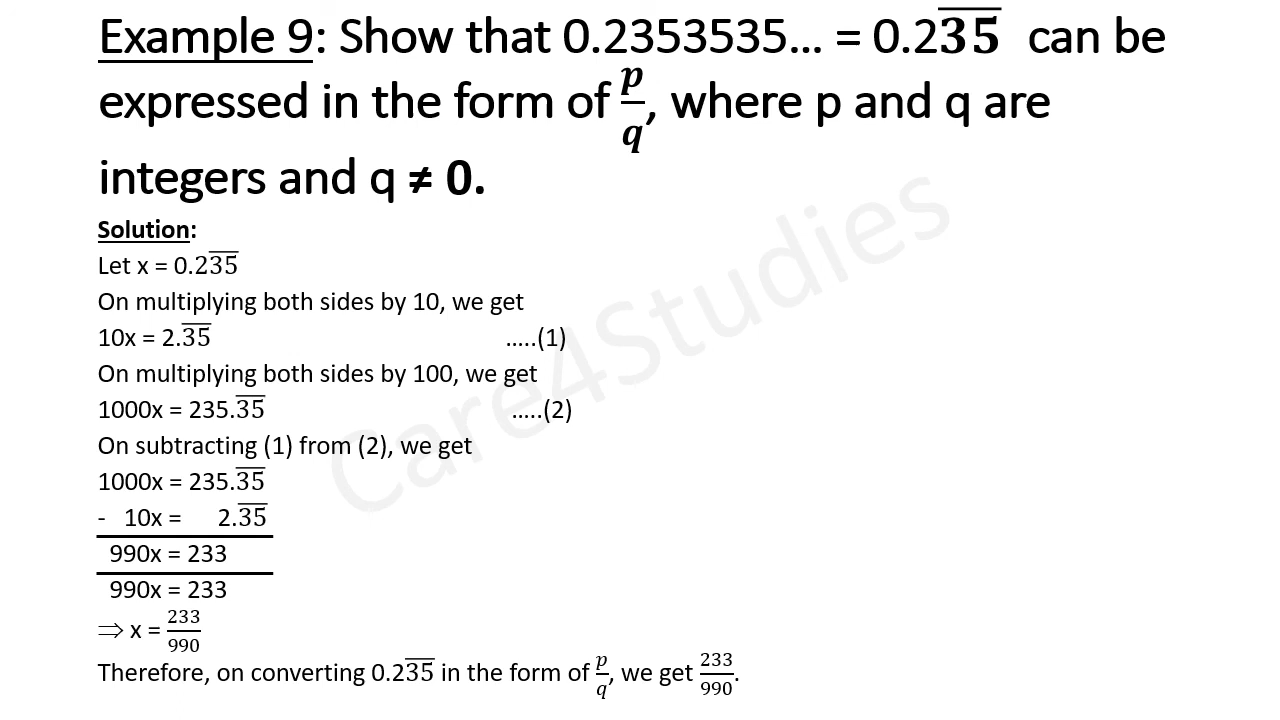 Example 9: Show that 0.2353535... = 0.2\overline{35} can be
expressed in the form of \frac{p}{q}, where p and q are
integers and q ≠ 0.
Solution:
Let x = 0.2\overline{35}
On multiplying both sides by 10, we get
10x = 2.\overline{35} .....(1)
On multiplying both sides by 100, we get
1000x = 235.\overline{35} .....(2)
On subtracting (1) from (2), we get
1000x = 235.\overline{35}
- 10x = 2.\overline{35}
990x = 233
990x = 233
⟹ x = \frac{233}{990}
Therefore, on converting 0.2\overline{35} in the form of \frac{p}{q}, we get \frac{233}{990}.
Care4Studies